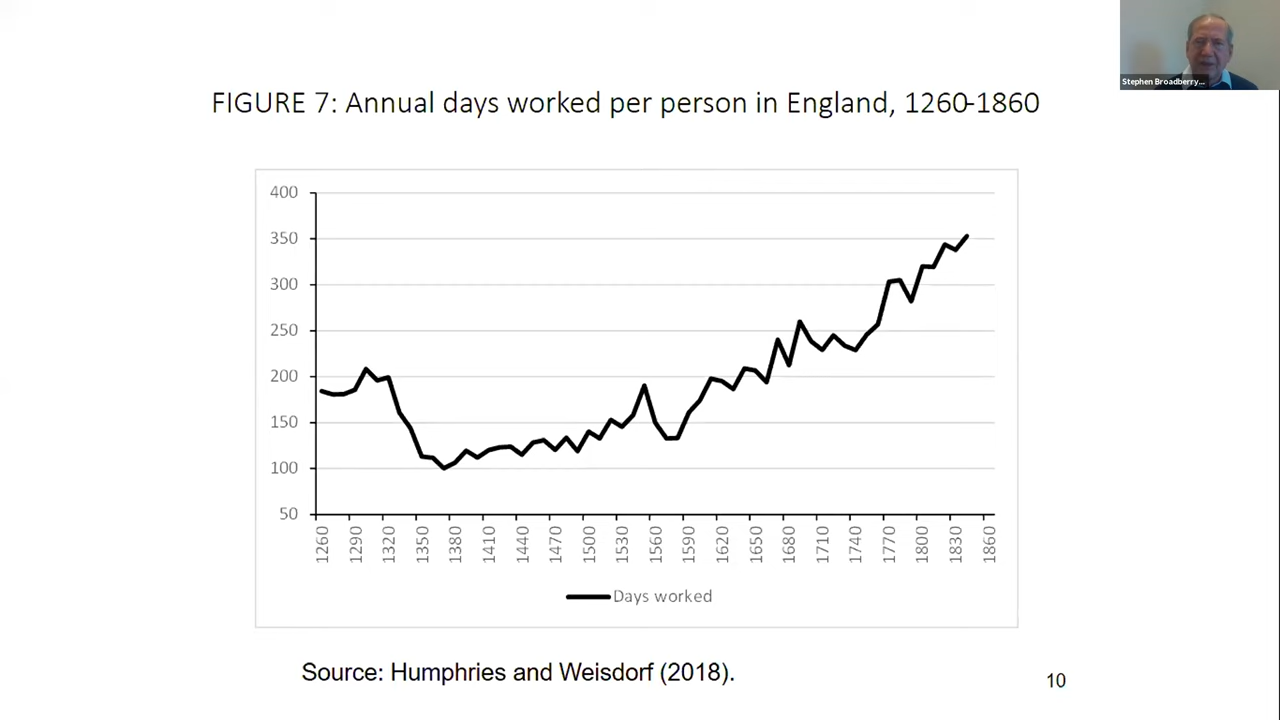 Stephen Broadberry...
FIGURE 7: Annual days worked per person in England, 1260-1860
400
350
300
250
200
150
100
50
1260 1290 1320 1350 1380 1410 1440 1470 1500 1530 1560 1590 1620 1650 1680 1710 1740 1770 1800 1830 1860
Days worked
Source: Humphries and Weisdorf (2018).
10